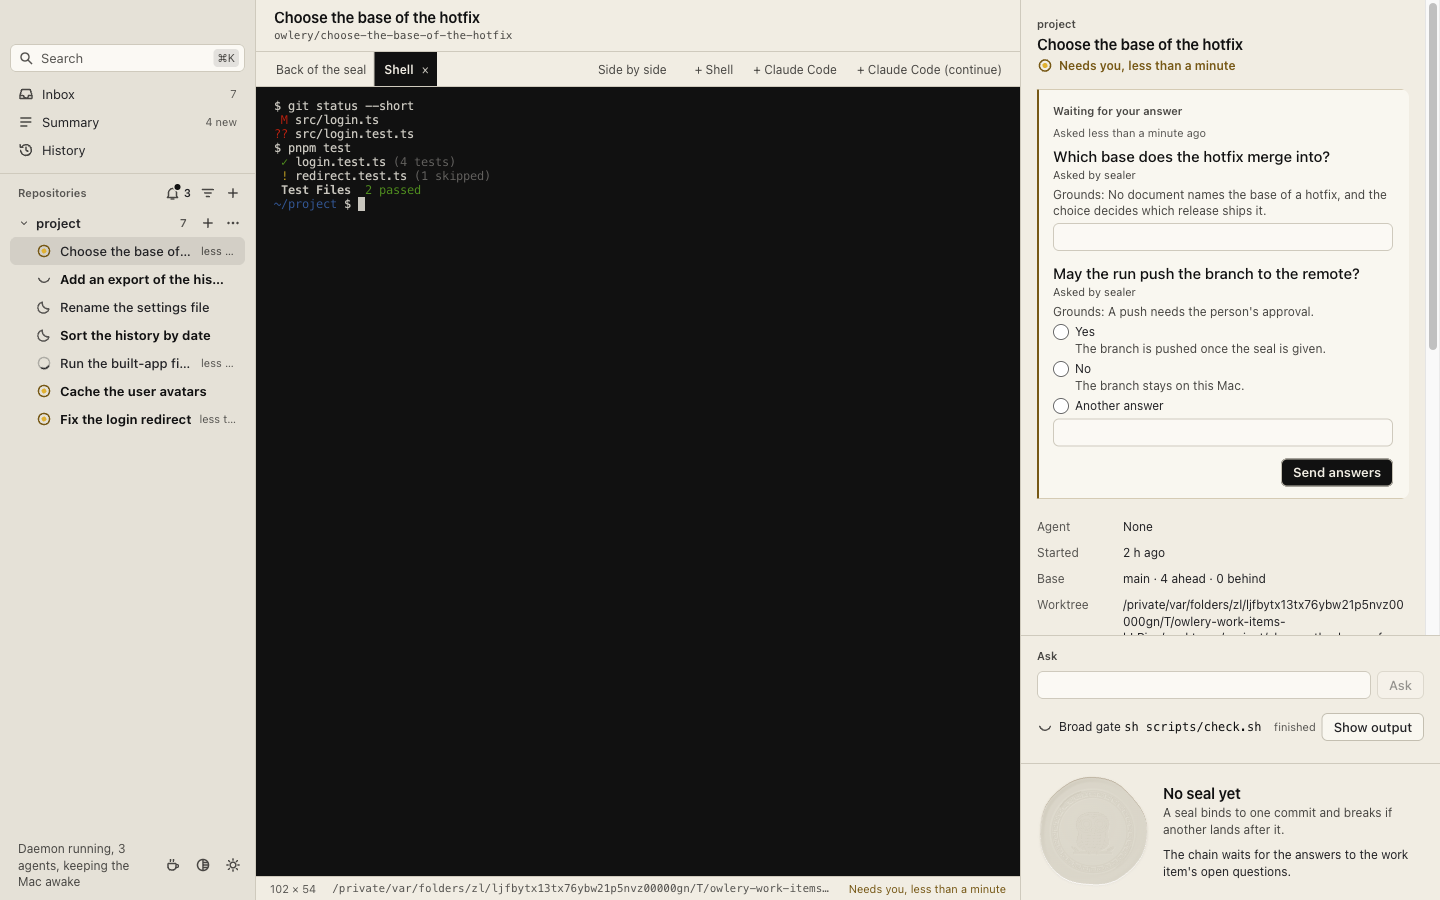 Search ⌘K
Inbox 7
Summary 4 new
History
Repositories 3
project 7
Choose the base of... less ...
Add an export of the his...
Rename the settings file
Sort the history by date
Run the built-app fi... less ...
Cache the user avatars
Fix the login redirect less t...
Daemon running, 3
agents, keeping the
Mac awake
Choose the base of the hotfix
owlery/choose-the-base-of-the-hotfix
Back of the seal Shell × Side by side + Shell + Claude Code + Claude Code (continue)
$ git status --short
M src/login.ts
?? src/login.test.ts
$ pnpm test
✓ login.test.ts (4 tests)
! redirect.test.ts (1 skipped)
Test Files 2 passed
~/project $
102 × 54 /private/var/folders/zl/ljfbytx13tx76ybw21p5nvz00000gn/T/owlery-work-items… Needs you, less than a minute
project
Choose the base of the hotfix
Needs you, less than a minute
Waiting for your answer
Asked less than a minute ago
Which base does the hotfix merge into?
Asked by sealer
Grounds: No document names the base of a hotfix, and the
choice decides which release ships it.
May the run push the branch to the remote?
Asked by sealer
Grounds: A push needs the person's approval.
Yes
The branch is pushed once the seal is given.
No
The branch stays on this Mac.
Another answer
Send answers
Agent None
Started 2 h ago
Base main · 4 ahead · 0 behind
Worktree /private/var/folders/zl/ljfbytx13tx76ybw21p5nvz00
000gn/T/owlery-work-items-
Ask
Ask
Broad gate sh scripts/check.sh finished Show output
No seal yet
A seal binds to one commit and breaks if
another lands after it.
The chain waits for the answers to the work
item's open questions.